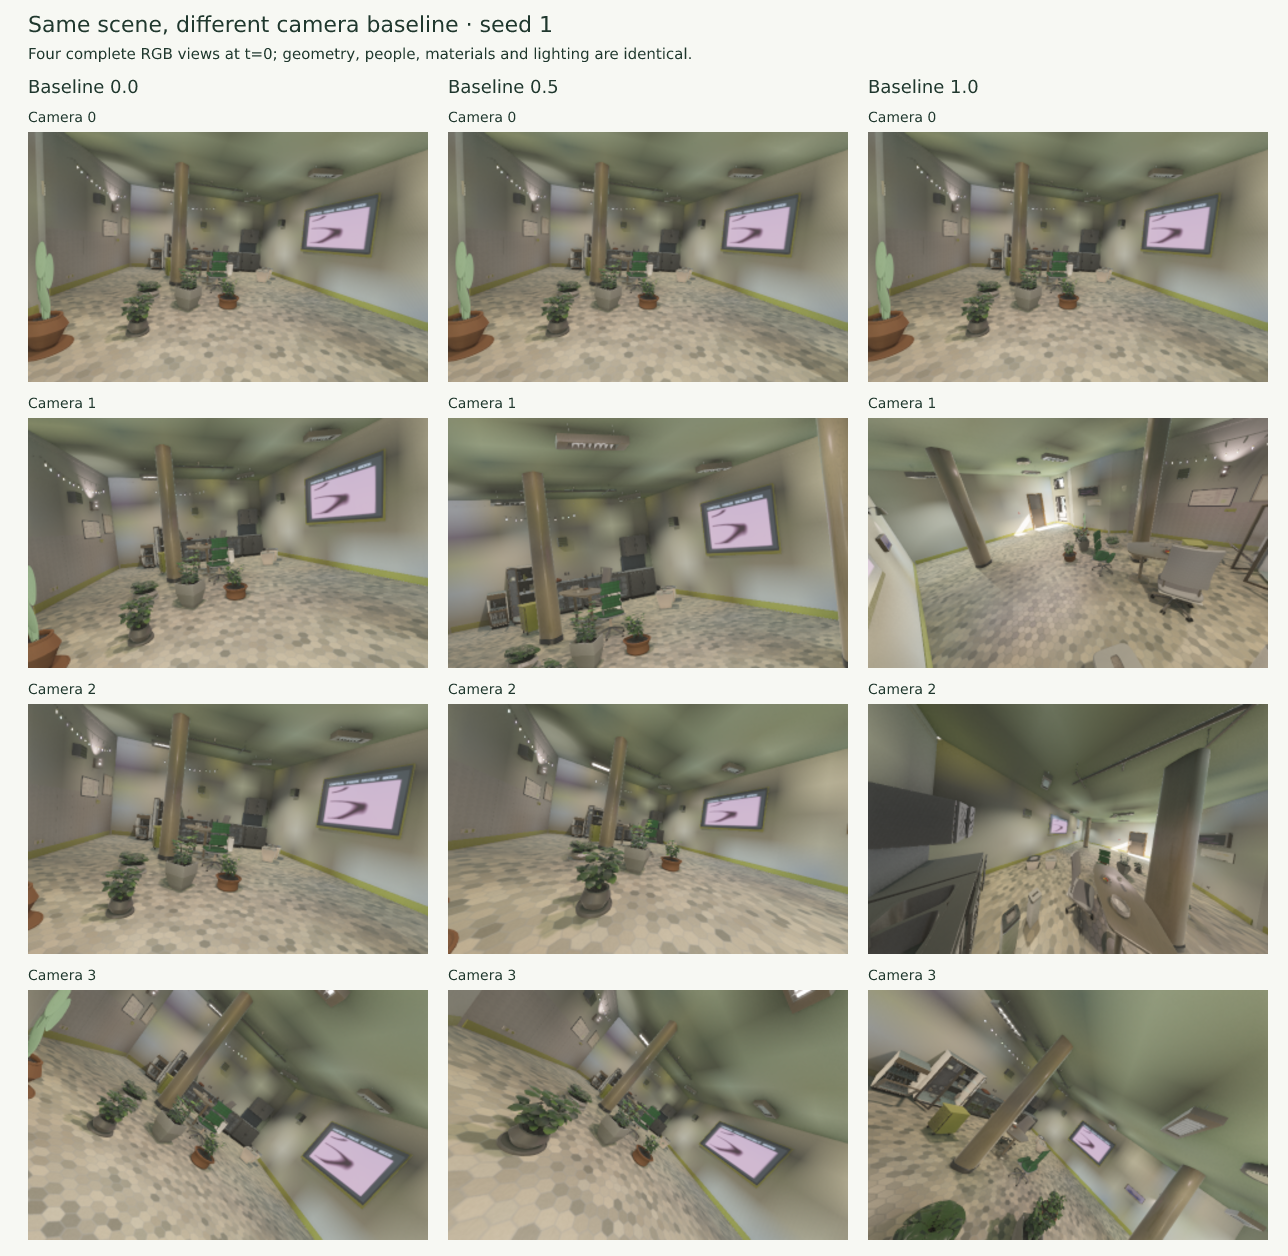 Same scene, different camera baseline · seed 1
Four complete RGB views at t=0; geometry, people, materials and lighting are identical.
Baseline 0.0
Baseline 0.5
Baseline 1.0
Camera 0
Camera 0
Camera 0
Camera 1
Camera 1
Camera 1
Camera 2
Camera 2
Camera 2
Camera 3
Camera 3
Camera 3